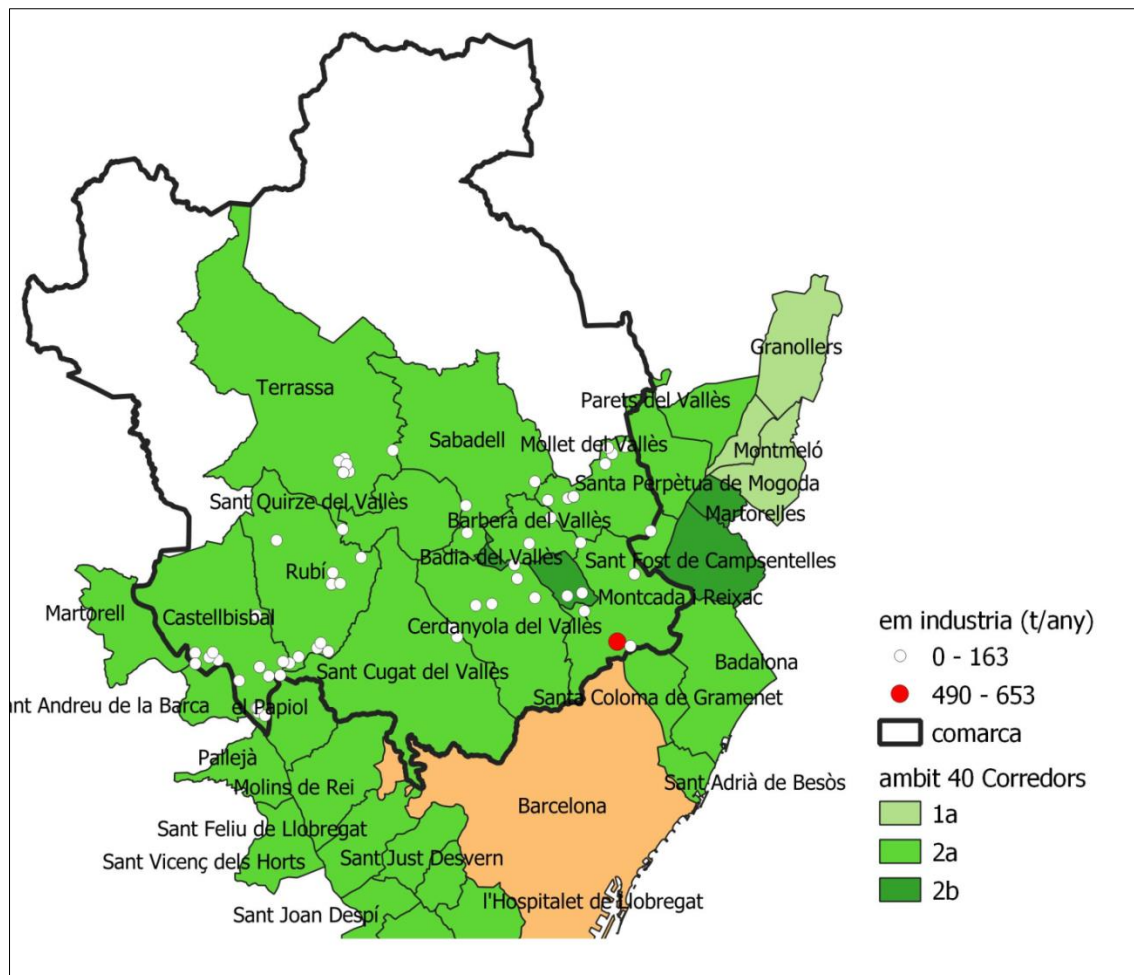 Granollers
Terrassa
Parets del Vallès
Sabadell
Mollet del Vallès
Montmeló
Santa Perpètua de Mogoda
Sant Quirze del Vallès
Martorelles
Barberà del Vallès
Badia del Vallès
Sant Fost de Campsentelles
Rubí
Montcada i Reixac
Martorell
Castellbisbal
Cerdanyola del Vallès
Badalona
Sant Cugat del Vallès
Santa Coloma de Gramenet
nt Andreu de la Barca
el Papiol
Pallejà
Molins de Rei
Sant Adrià de Besòs
Barcelona
Sant Feliu de Llobregat
Sant Just Desvern
Sant Vicenç dels Horts
l'Hospitalet de Llobregat
Sant Joan Despí
em industria (t/any)
0 - 163
490 - 653
comarca
ambit 40 Corredors
1a
2a
2b